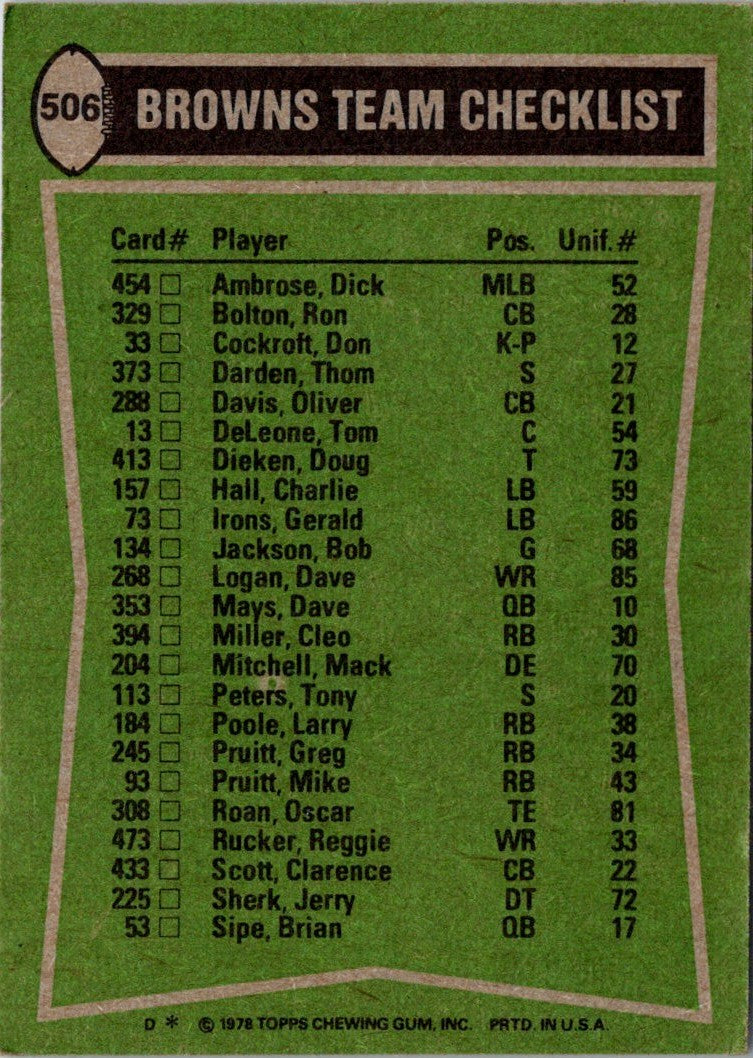 506 BROWNS TEAM CHECKLIST
Card# Player Pos. Unif.#
454 □ Ambrose, Dick MLB 52
329 □ Bolton, Ron CB 28
33 □ Cockroft, Don K-P 12
373 □ Darden, Thom S 27
288 □ Davis, Oliver CB 21
13 □ DeLeone, Tom C 54
413 □ Dieken, Doug T 73
157 □ Hall, Charlie LB 59
73 □ Irons, Gerald LB 86
134 □ Jackson, Bob G 68
268 □ Logan, Dave WR 85
353 □ Mays, Dave QB 10
394 □ Miller, Cleo RB 30
204 □ Mitchell, Mack DE 70
113 □ Peters, Tony S 20
184 □ Poole, Larry RB 38
245 □ Pruitt, Greg RB 34
93 □ Pruitt, Mike RB 43
308 □ Roan, Oscar TE 81
473 □ Rucker, Reggie WR 33
433 □ Scott, Clarence CB 22
225 □ Sherk, Jerry DT 72
53 □ Sipe, Brian QB 17
D * © 1978 TOPPS CHEWING GUM, INC. PRTD. IN U.S.A.